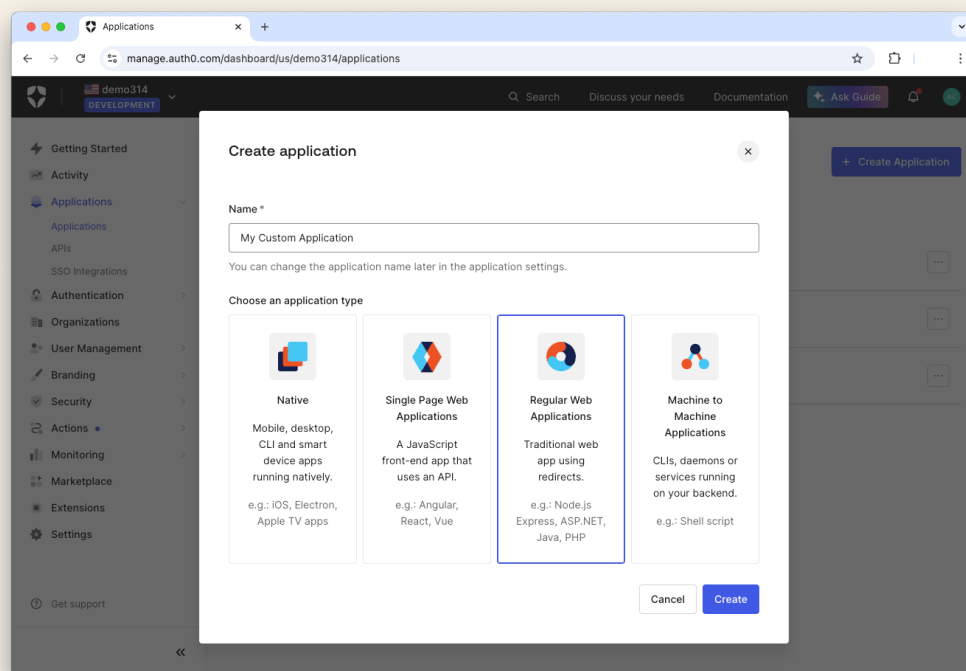 Applications
manage.auth0.com/dashboard/us/demo314/applications
demo314
DEVELOPMENT
Search
Discuss your needs
Documentation
Ask Guide
Getting Started
Activity
Applications
Applications
APIs
SSO Integrations
Authentication
Organizations
User Management
Branding
Security
Actions
Monitoring
Marketplace
Extensions
Settings
Get support
+ Create Application
Create application
Name *
My Custom Application
You can change the application name later in the application settings.
Choose an application type
Native
Mobile, desktop,
CLI and smart
device apps
running natively.
e.g.: iOS, Electron,
Apple TV apps
Single Page Web
Applications
A JavaScript
front-end app that
uses an API.
e.g.: Angular,
React, Vue
Regular Web
Applications
Traditional web
app using
redirects.
e.g.: Node.js
Express, ASP.NET,
Java, PHP
Machine to
Machine
Applications
CLIs, daemons or
services running
on your backend.
e.g.: Shell script
Cancel
Create